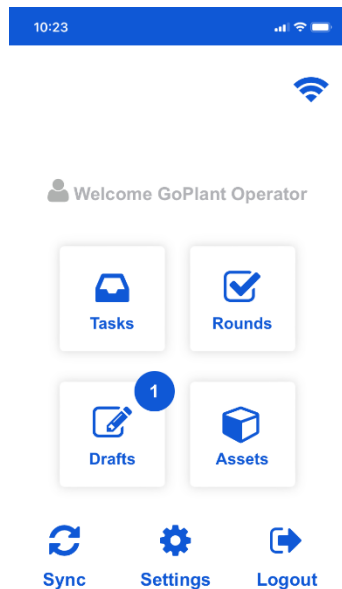 10:23
Welcome GoPlant Operator
Tasks Rounds
1
Drafts Assets
Sync Settings Logout